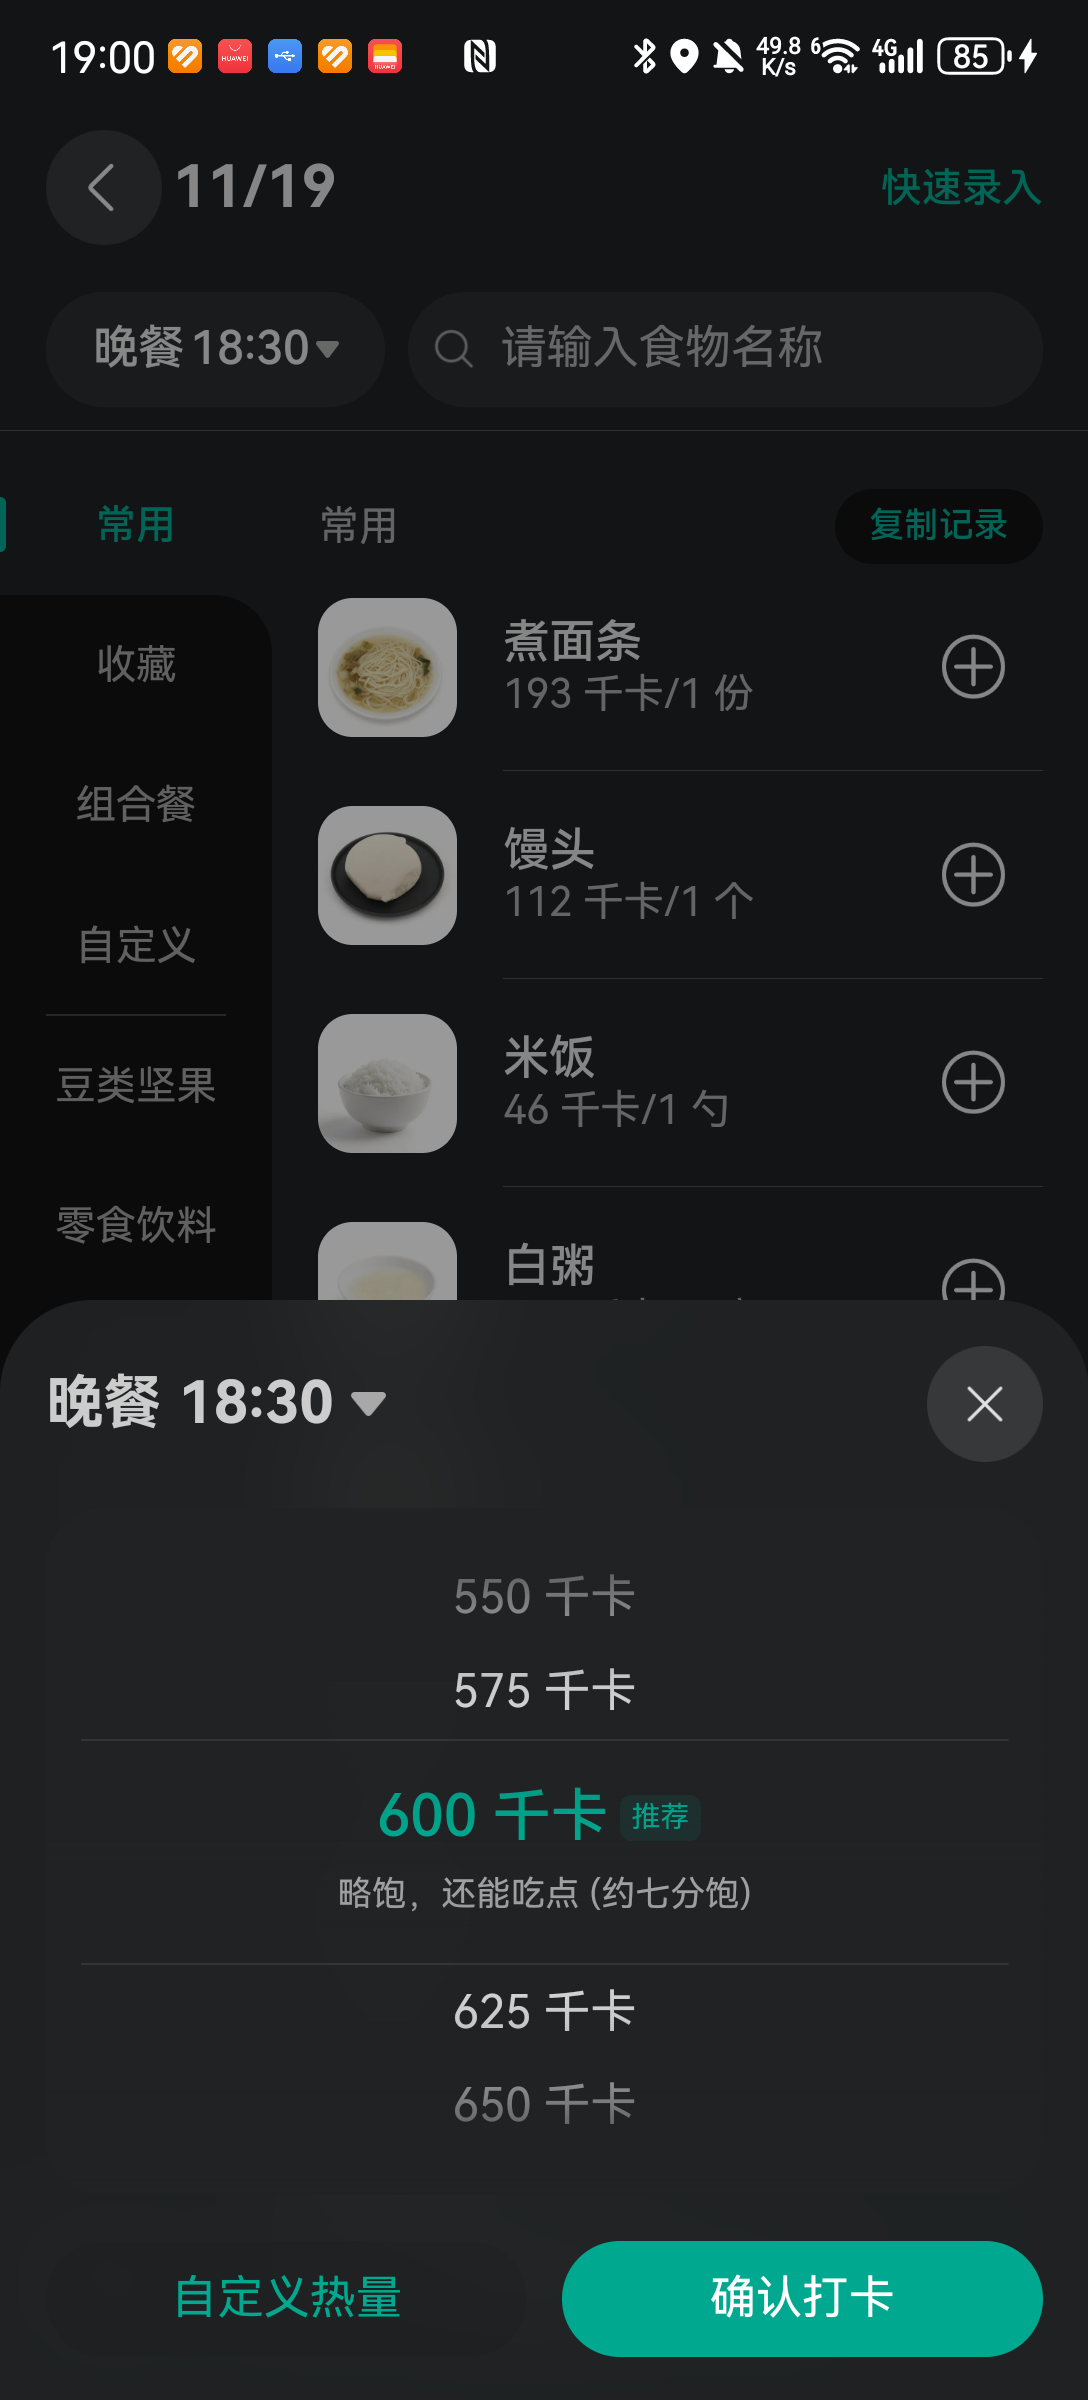 19:00
HUAWEI
HUAWEI
49.8
K/s
6
4G
85
11/19
快速录入
晚餐 18:30
请输入食物名称
常用
常用
复制记录
收藏
组合餐
自定义
豆类坚果
零食饮料
煮面条
193 千卡/1 份
馒头
112 千卡/1 个
米饭
46 千卡/1 勺
白粥
晚餐 18:30
550 千卡
575 千卡
600 千卡 推荐
略饱，还能吃点 (约七分饱)
625 千卡
650 千卡
自定义热量
确认打卡